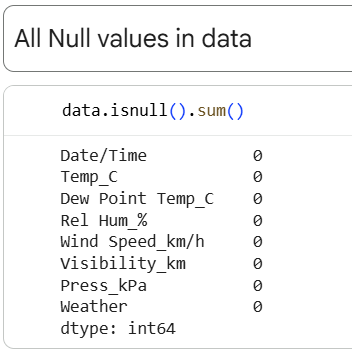 All Null values in data
data.isnull().sum()
Date/Time 0
Temp_C 0
Dew Point Temp_C 0
Rel Hum_% 0
Wind Speed_km/h 0
Visibility_km 0
Press_kPa 0
Weather 0
dtype: int64